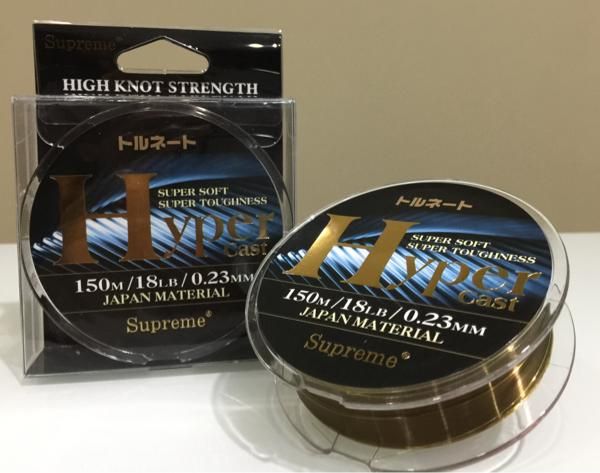 Supreme®
HIGH KNOT STRENGTH
トルネート
Hyper
Cast
SUPER SOFT
SUPER TOUGHNESS
150M/18LB/0.23MM
JAPAN MATERIAL
Supreme®
トルネート
Hyper
Cast
SUPER SOFT
SUPER TOUGHNESS
150M/18LB/0.23MM
JAPAN MATERIAL
Supreme®